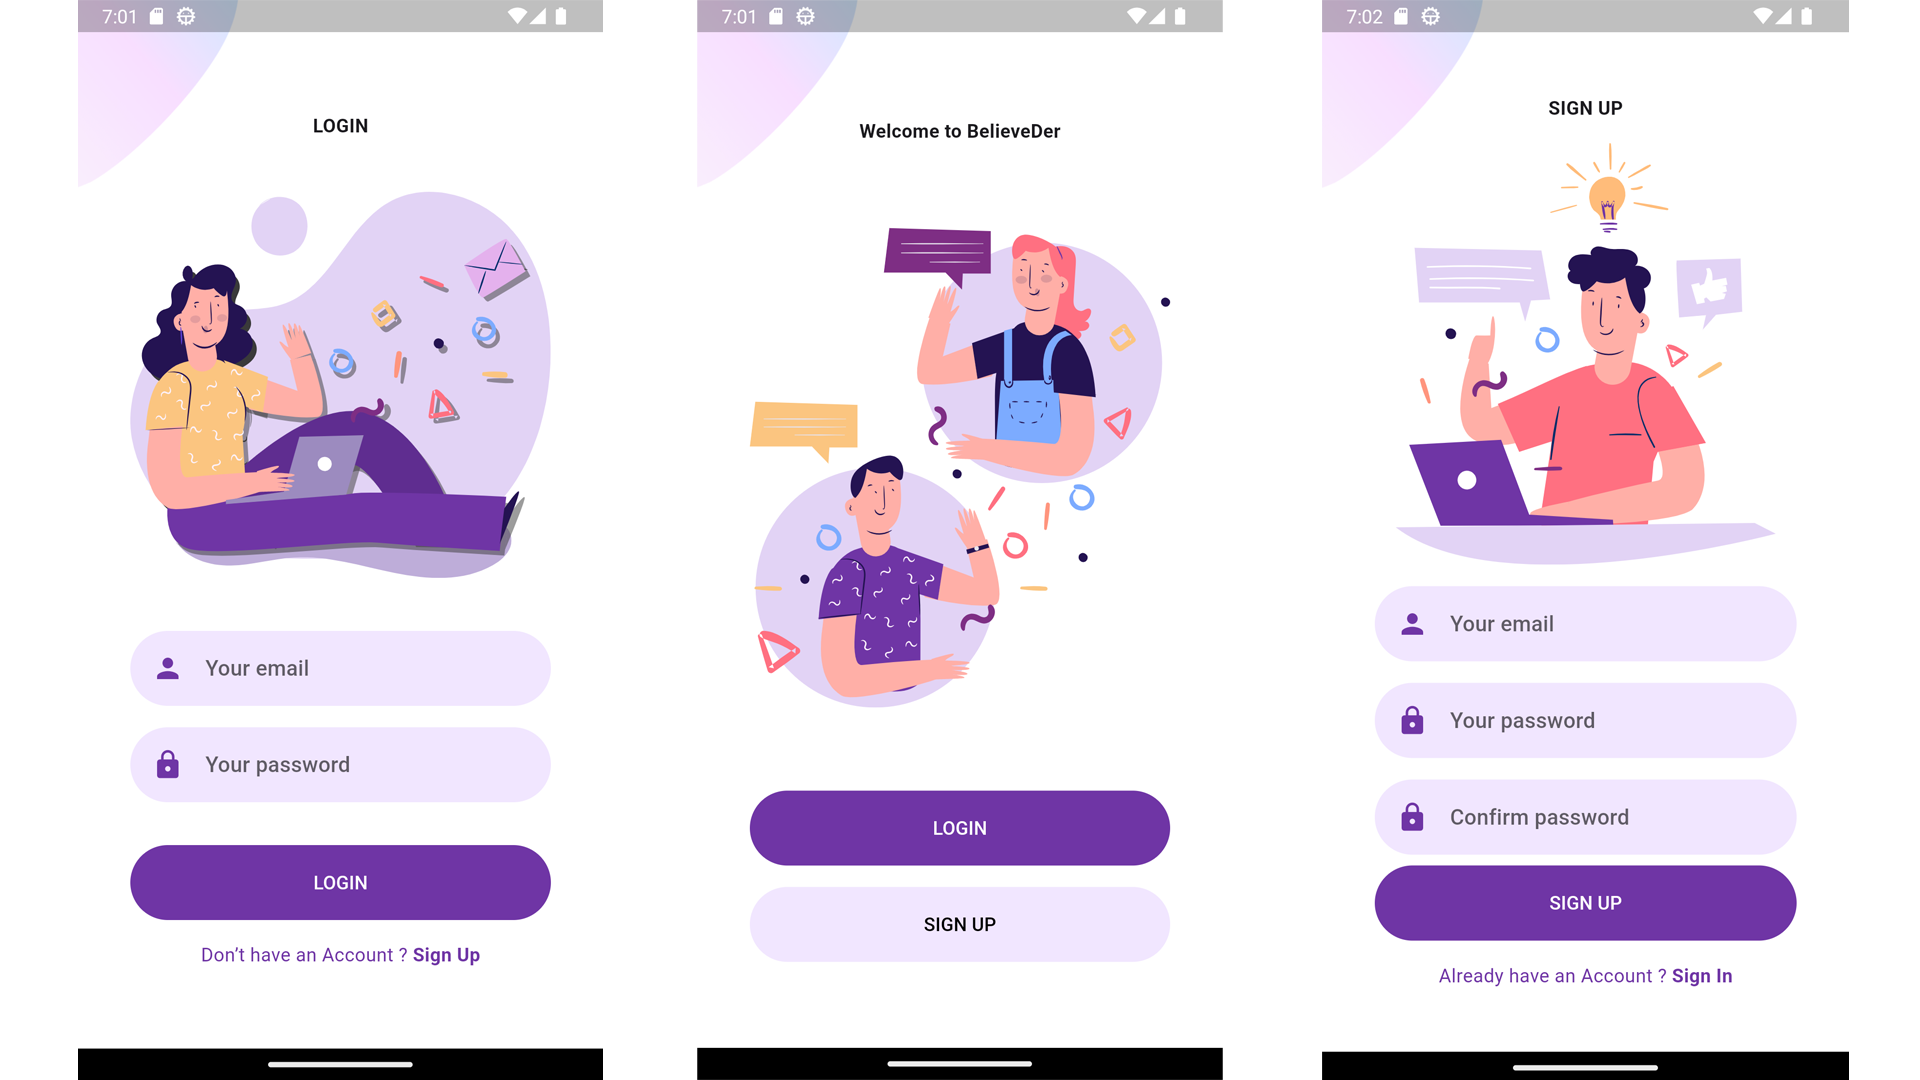 7:01
LOGIN
Your email
Your password
LOGIN
Don’t have an Account ? Sign Up
7:01
Welcome to BelieveDer
LOGIN
SIGN UP
7:02
SIGN UP
Your email
Your password
Confirm password
SIGN UP
Already have an Account ? Sign In